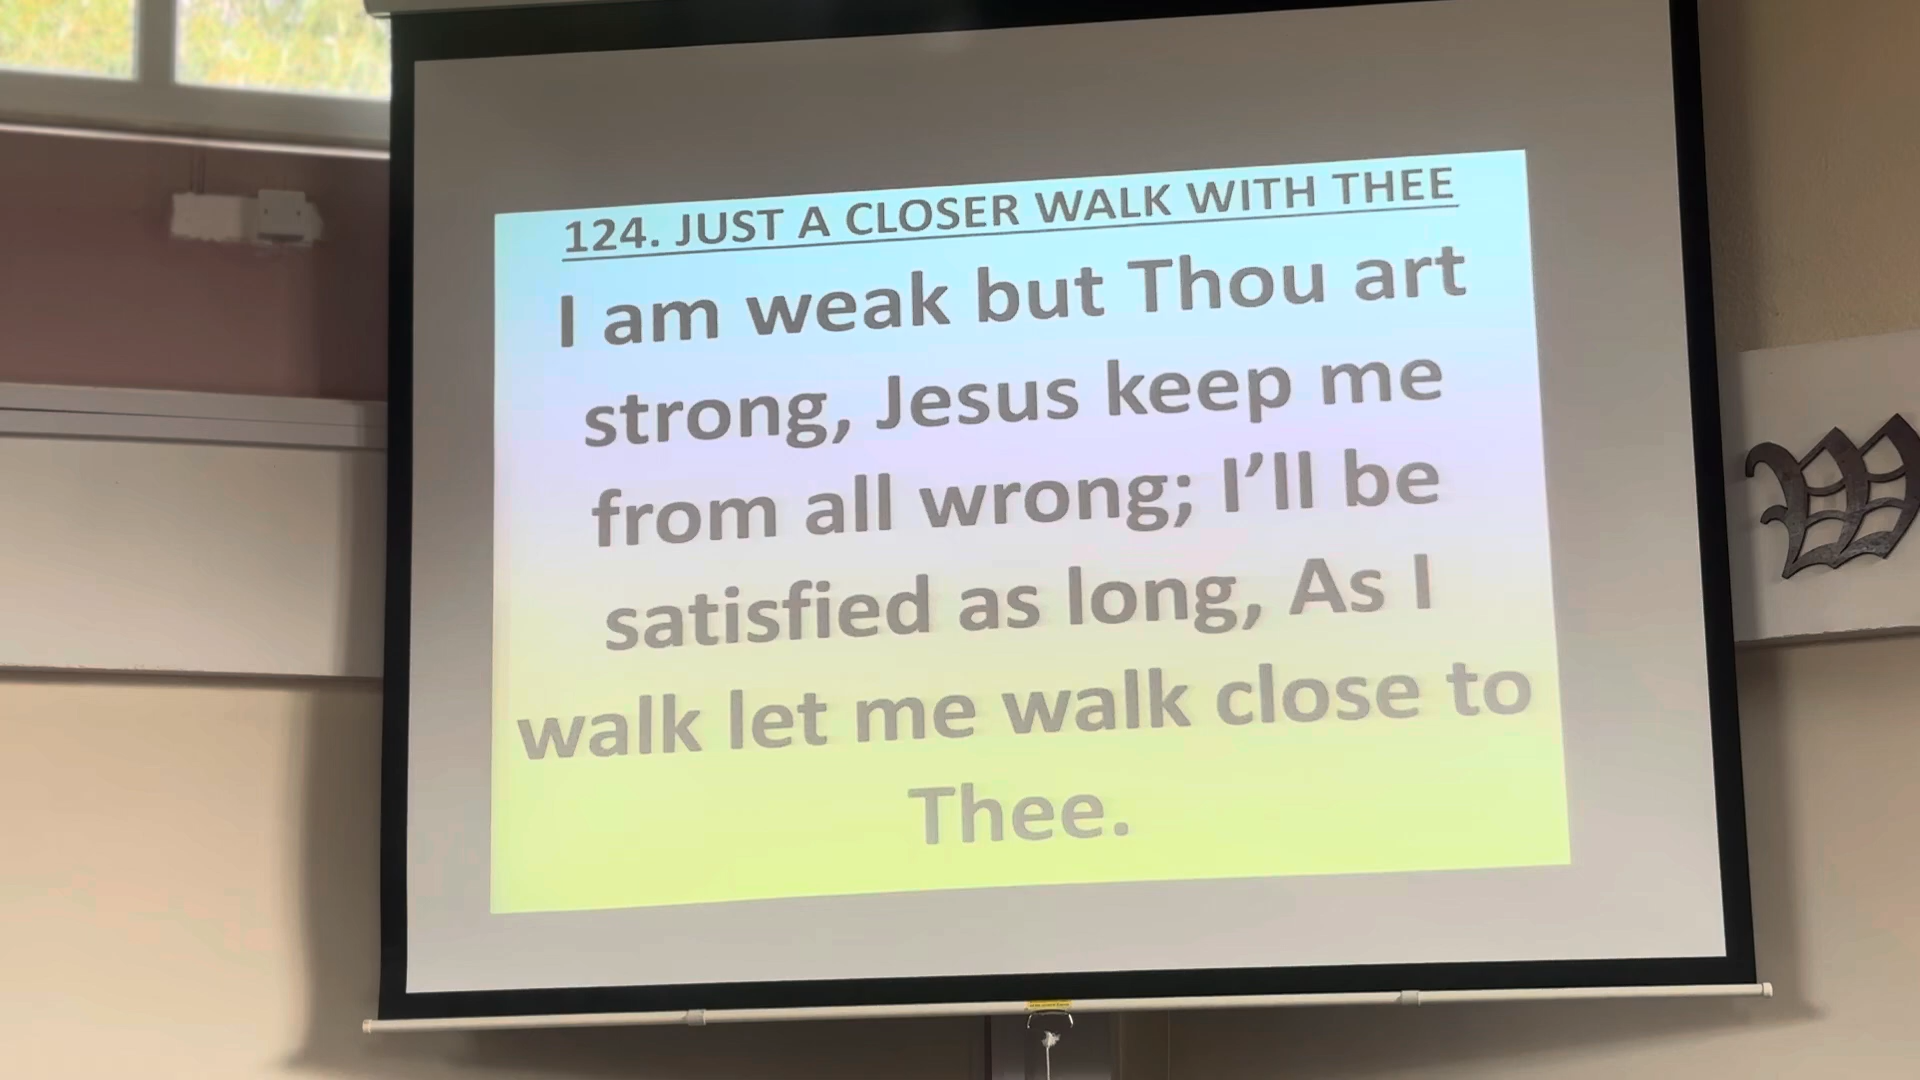 124. JUST A CLOSER WALK WITH THEE
I am weak but Thou art
strong, Jesus keep me
from all wrong; I'll be
satisfied as long, As I
walk let me walk close to
Thee.
W